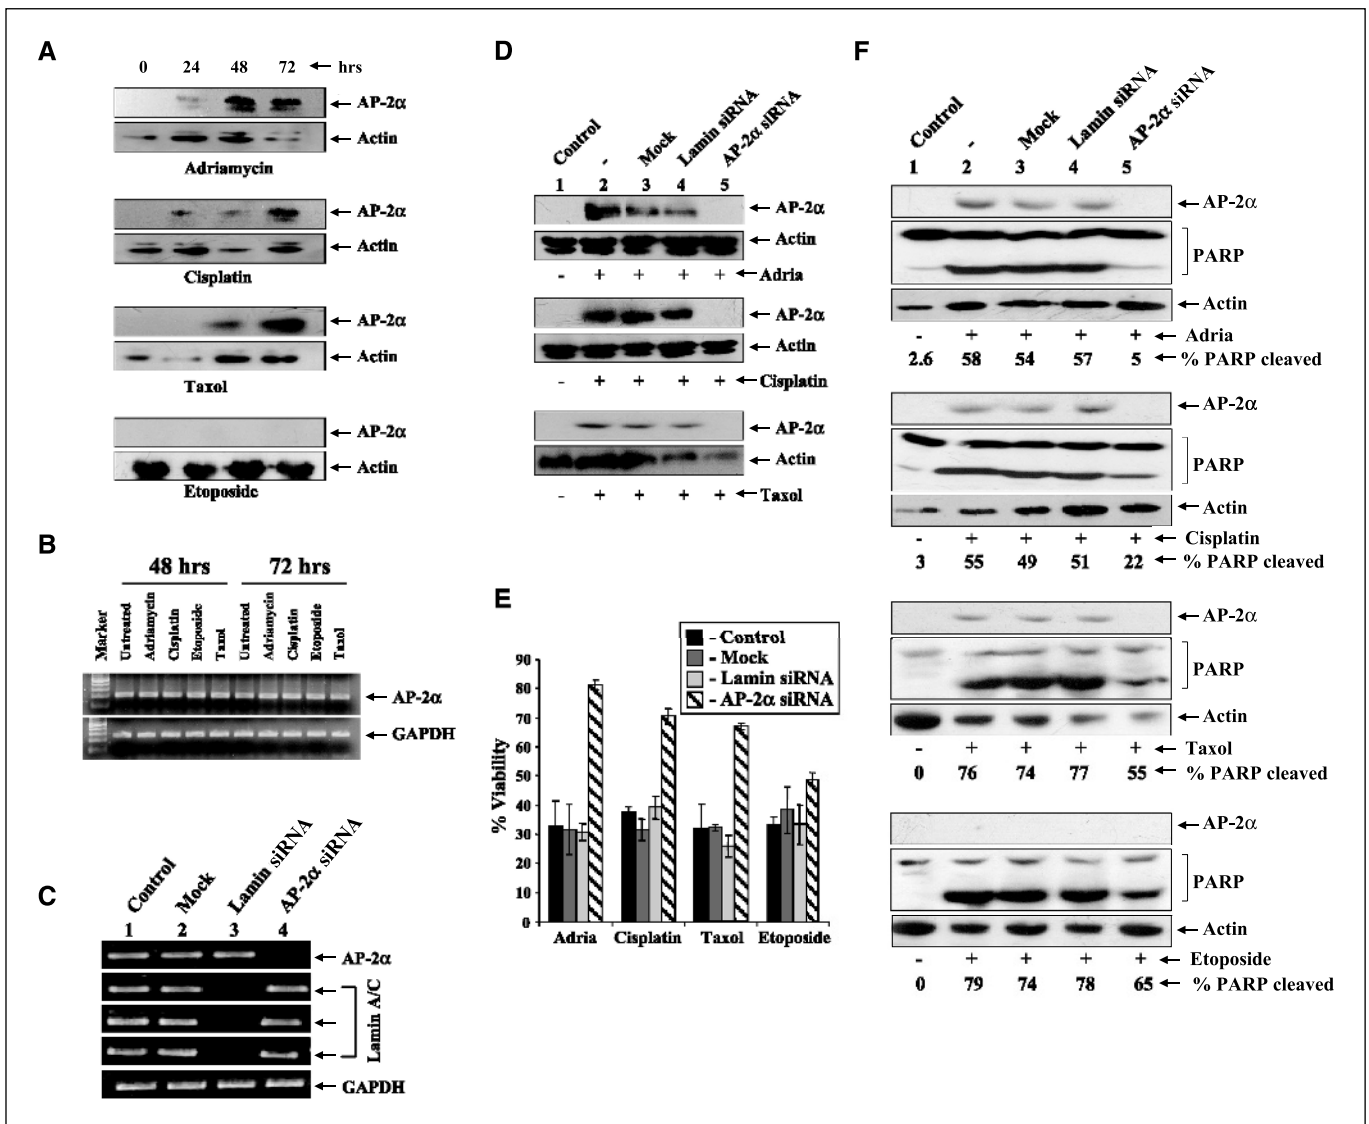 A
0 24 48 72 ← hrs
← AP-2α
← Actin
Adriamycin
← AP-2α
← Actin
Cisplatin
← AP-2α
← Actin
Taxol
← AP-2α
← Actin
Etoposide
B
48 hrs 72 hrs
Marker Untreated Adriamycin Cisplatin Etoposide Taxol Untreated Adriamycin Cisplatin Etoposide Taxol
← AP-2α
← GAPDH
C
Control Mock Lamin siRNA AP-2α siRNA
1 2 3 4
← AP-2α
←
←
←
Lamin A/C
← GAPDH
D
Control - Mock Lamin siRNA AP-2α siRNA
1 2 3 4 5
← AP-2α
← Actin
- + + + + ← Adria
← AP-2α
← Actin
- + + + + ← Cisplatin
← AP-2α
← Actin
- + + + + ← Taxol
E
- Control
- Mock
- Lamin siRNA
- AP-2α siRNA
% Viability
90
80
70
60
50
40
30
20
10
0
Adria Cisplatin Taxol Etoposide
F
Control - Mock Lamin siRNA AP-2α siRNA
1 2 3 4 5
← AP-2α
PARP
← Actin
- + + + + ← Adria
2.6 58 54 57 5 ← % PARP cleaved
← AP-2α
PARP
← Actin
- + + + + ← Cisplatin
3 55 49 51 22 ← % PARP cleaved
← AP-2α
PARP
← Actin
- + + + + ← Taxol
0 76 74 77 55 ← % PARP cleaved
← AP-2α
PARP
← Actin
- + + + + ← Etoposide
0 79 74 78 65 ← % PARP cleaved